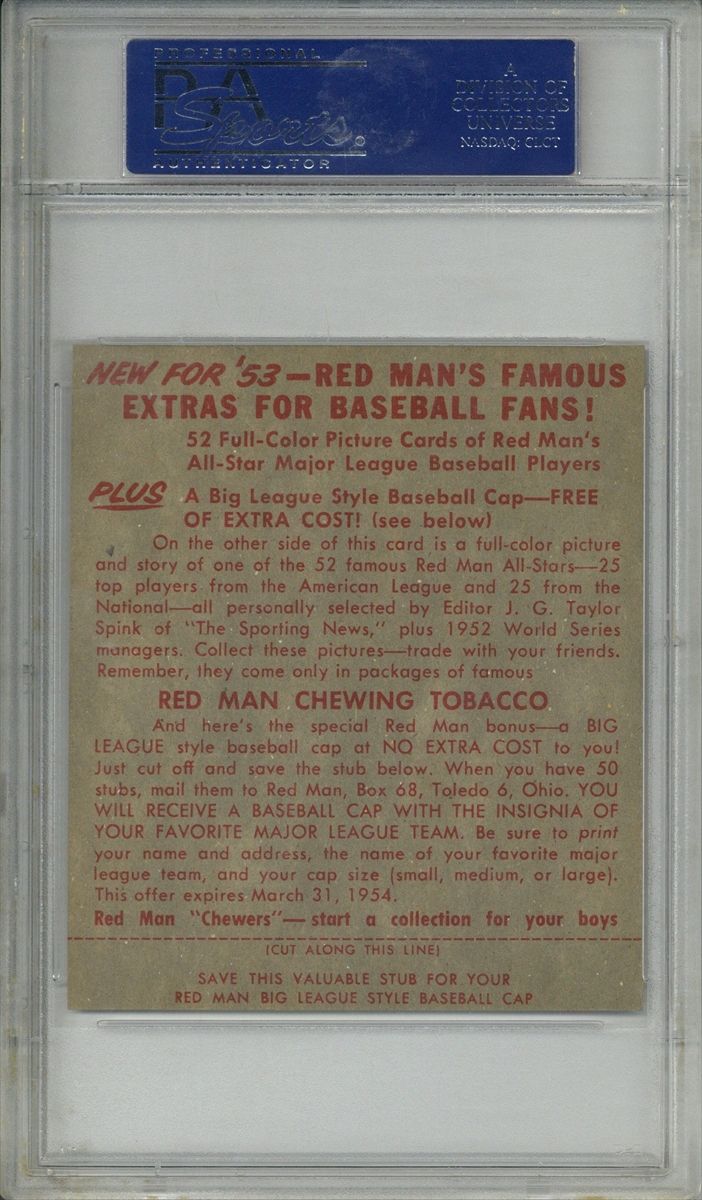 PROFESSIONAL
PSA
Sports
AUTHENTICATOR
A
DIVISION OF
COLLECTORS
UNIVERSE
NASDAQ: CLCT
NEW FOR '53—RED MAN'S FAMOUS
EXTRAS FOR BASEBALL FANS!
52 Full-Color Picture Cards of Red Man's
All-Star Major League Baseball Players
PLUS A Big League Style Baseball Cap—FREE
OF EXTRA COST! (see below)
On the other side of this card is a full-color picture
and story of one of the 52 famous Red Man All-Stars—25
top players from the American League and 25 from the
National—all personally selected by Editor J. G. Taylor
Spink of "The Sporting News," plus 1952 World Series
managers. Collect these pictures—trade with your friends.
Remember, they come only in packages of famous
RED MAN CHEWING TOBACCO
And here's the special Red Man bonus—a BIG
LEAGUE style baseball cap at NO EXTRA COST to you!
Just cut off and save the stub below. When you have 50
stubs, mail them to Red Man, Box 68, Toledo 6, Ohio. YOU
WILL RECEIVE A BASEBALL CAP WITH THE INSIGNIA OF
YOUR FAVORITE MAJOR LEAGUE TEAM. Be sure to print
your name and address, the name of your favorite major
league team, and your cap size (small, medium, or large).
This offer expires March 31, 1954.
Red Man "Chewers"—start a collection for your boys
(CUT ALONG THIS LINE)
SAVE THIS VALUABLE STUB FOR YOUR
RED MAN BIG LEAGUE STYLE BASEBALL CAP